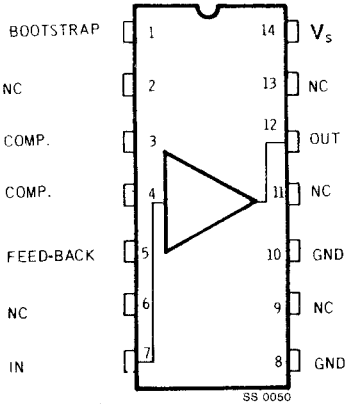 BOOTSTRAP 1 14 Vs
NC 2 13 NC
COMP. 3 12 OUT
COMP. 4 11 NC
FEED-BACK 5 10 GND
NC 6 9 NC
IN 7 8 GND
SS 0050